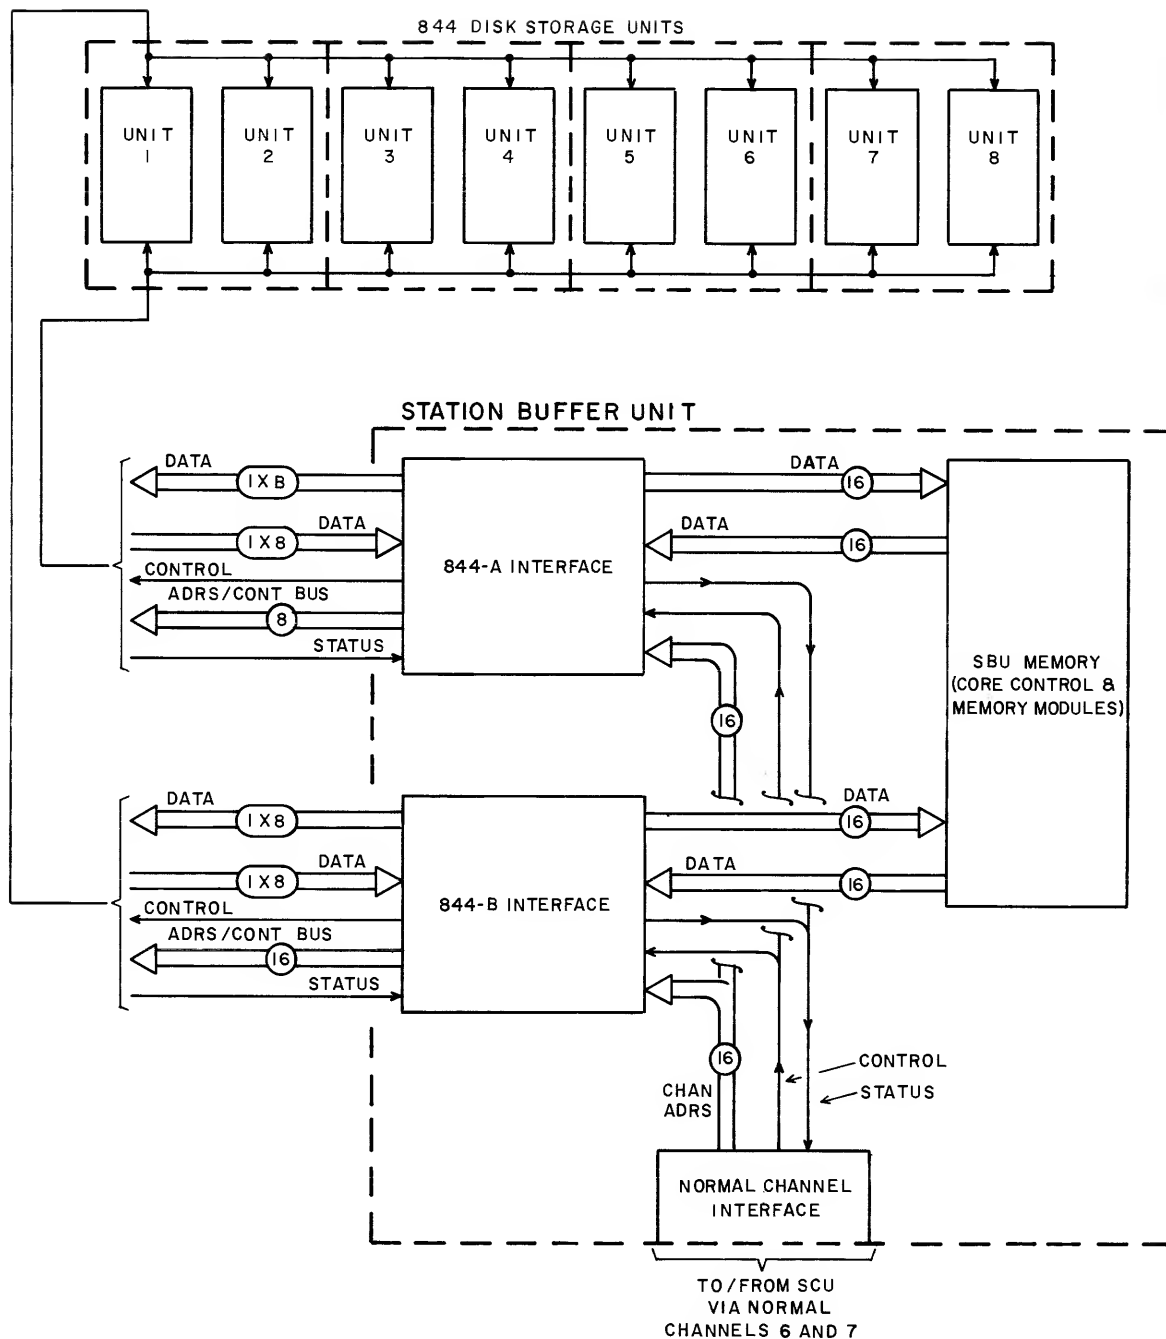 844 DISK STORAGE UNITS
UNIT
1
UNIT
2
UNIT
3
UNIT
4
UNIT
5
UNIT
6
UNIT
7
UNIT
8
STATION BUFFER UNIT
DATA
1XB
DATA
1X8
CONTROL
ADRS/CONT BUS
8
STATUS
844-A INTERFACE
DATA
16
DATA
16
16
SBU MEMORY
(CORE CONTROL &
MEMORY MODULES)
DATA
1X8
DATA
1X8
CONTROL
ADRS/CONT BUS
16
STATUS
844-B INTERFACE
DATA
16
DATA
16
16
CHAN
ADRS
CONTROL
STATUS
NORMAL CHANNEL
INTERFACE
TO/FROM SCU
VIA NORMAL
CHANNELS 6 AND 7